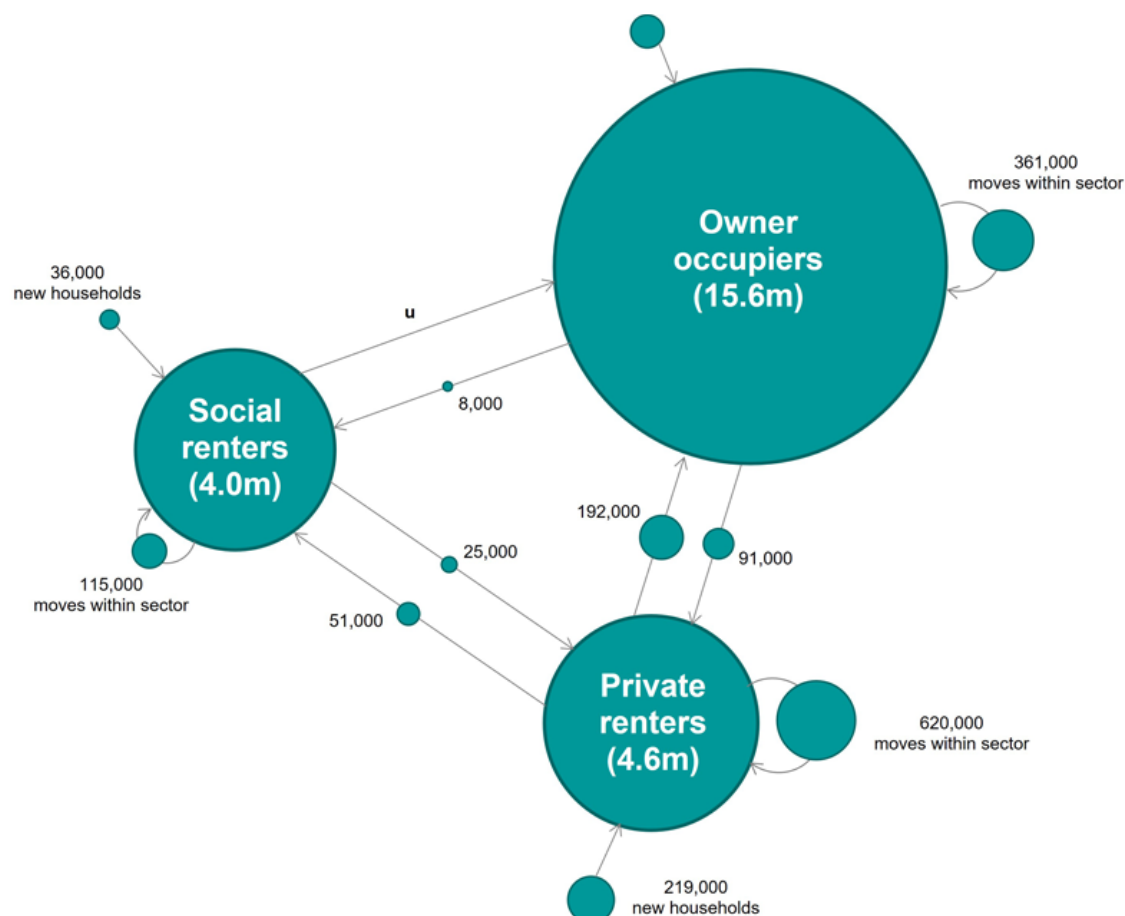 361,000
moves within sector
Owner
occupiers
(15.6m)
36,000
new households
u
8,000
Social
renters
(4.0m)
192,000
91,000
25,000
115,000
moves within sector
51,000
Private
renters
(4.6m)
620,000
moves within sector
219,000
new households